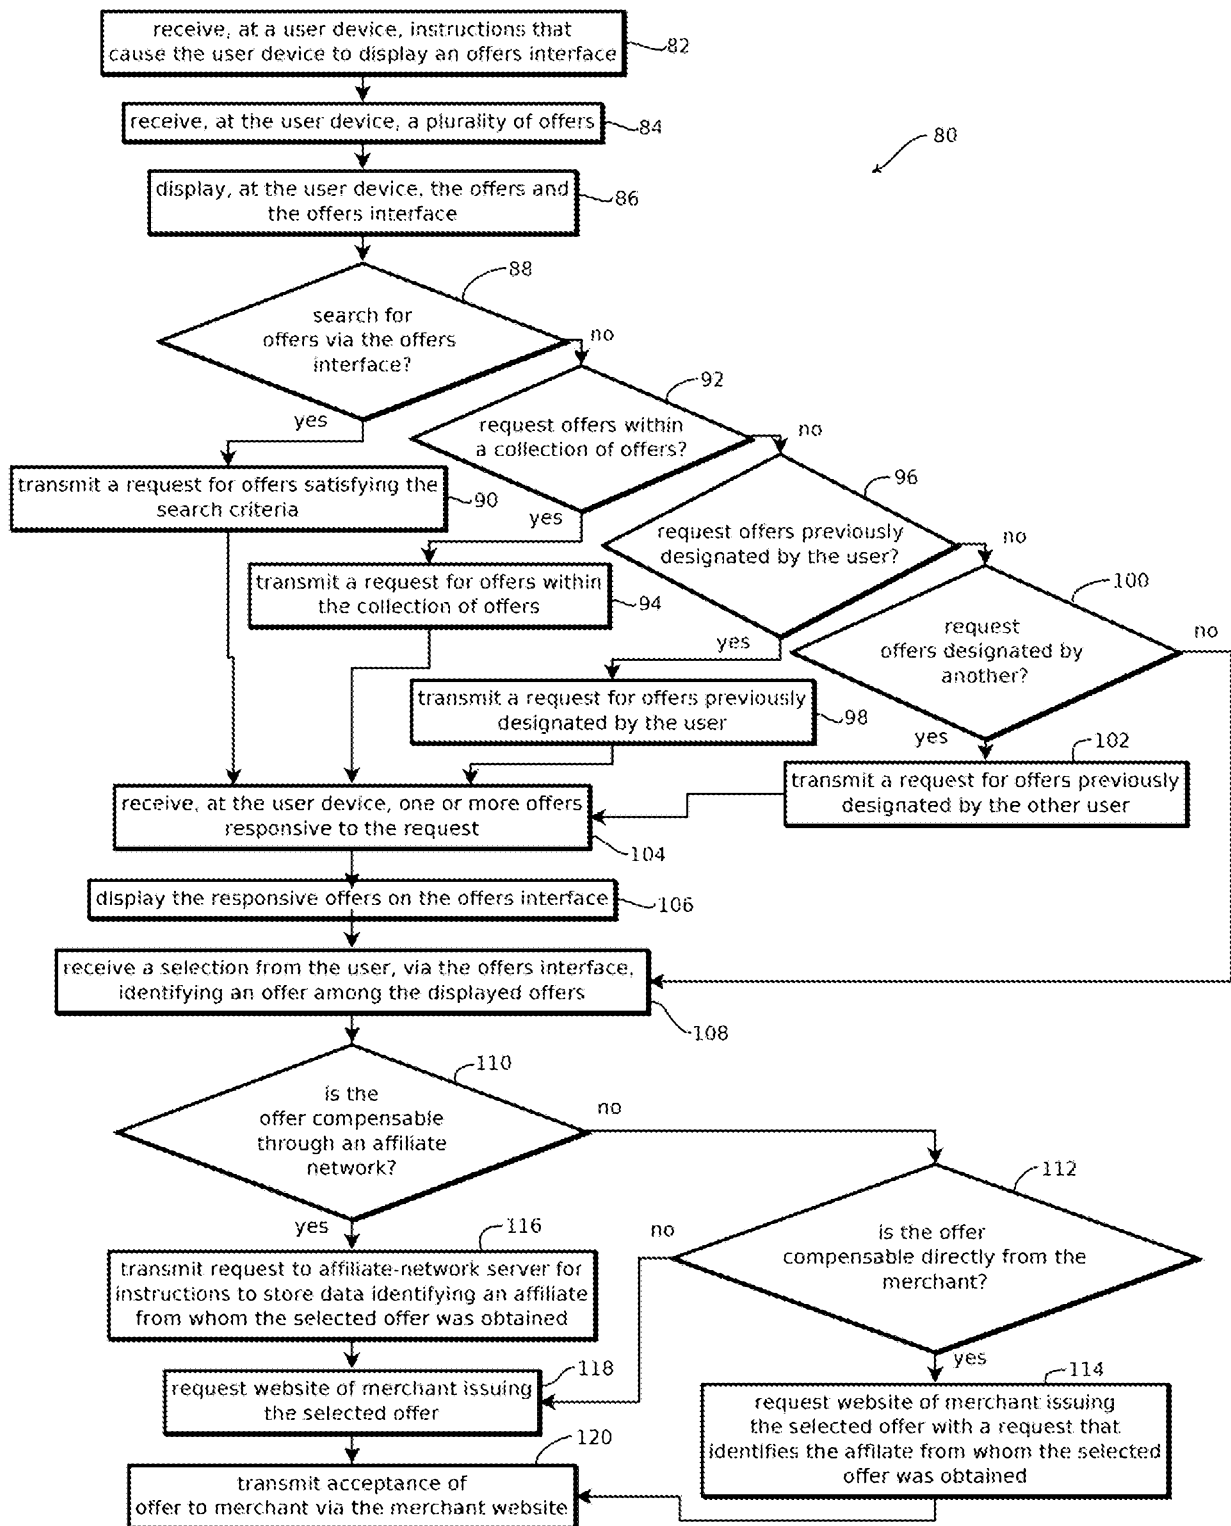 receive, at a user device, instructions that
cause the user device to display an offers interface
82
receive, at the user device, a plurality of offers
84
80
display, at the user device, the offers and
the offers interface
86
88
search for
offers via the offers
interface?
no
yes
92
request offers within
a collection of offers?
no
yes
transmit a request for offers satisfying the
search criteria
90
96
request offers previously
designated by the user?
no
yes
transmit a request for offers within
the collection of offers
94
100
request
offers designated by
another?
no
yes
transmit a request for offers previously
designated by the user
98
102
transmit a request for offers previously
designated by the other user
receive, at the user device, one or more offers
responsive to the request
104
display the responsive offers on the offers interface
106
receive a selection from the user, via the offers interface,
identifying an offer among the displayed offers
108
110
is the
offer compensable
through an affiliate
network?
no
yes
112
is the offer
compensable directly from the
merchant?
no
yes
116
transmit request to affiliate-network server for
instructions to store data identifying an affiliate
from whom the selected offer was obtained
118
request website of merchant issuing
the selected offer
114
request website of merchant issuing
the selected offer with a request that
identifies the affilate from whom the selected
offer was obtained
120
transmit acceptance of
offer to merchant via the merchant website